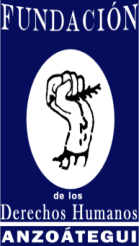 FUNDACIÓN
de los
Derechos Humanos
ANZOÁTEGUI